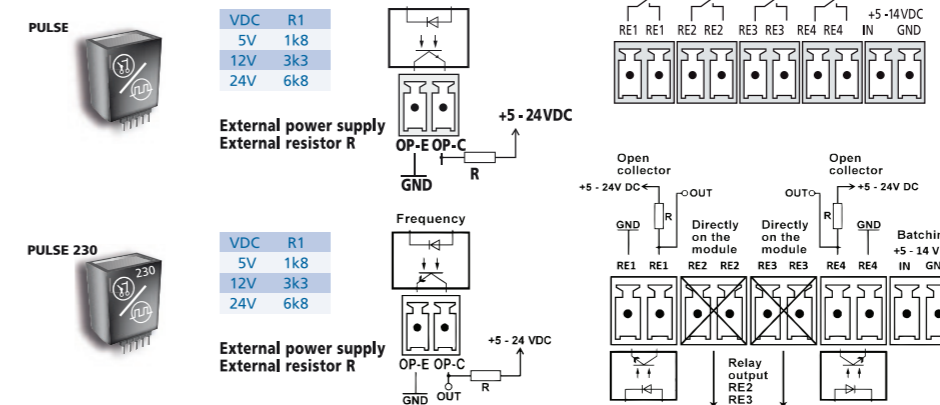 PULSE
VDC R1
5V 1k8
12V 3k3
24V 6k8
External power supply
External resistor R
OP-E OP-C
GND
R
+5 - 24VDC
RE1 RE1 RE2 RE2 RE3 RE3 RE4 RE4 IN GND
+5 -14VDC
PULSE 230
230
VDC R1
5V 1k8
12V 3k3
24V 6k8
External power supply
External resistor R
Frequency
OP-E OP-C
GND
OUT
R
+5 - 24 VDC
Open
collector
+5 - 24V DC
OUT
R
GND
Directly
on the
module
Directly
on the
module
Open
collector
+5 - 24V DC
OUT
R
GND
+5 - 14 V
RE1 RE1 RE2 RE2 RE3 RE3 RE4 RE4 IN
Relay
output
RE2
RE3